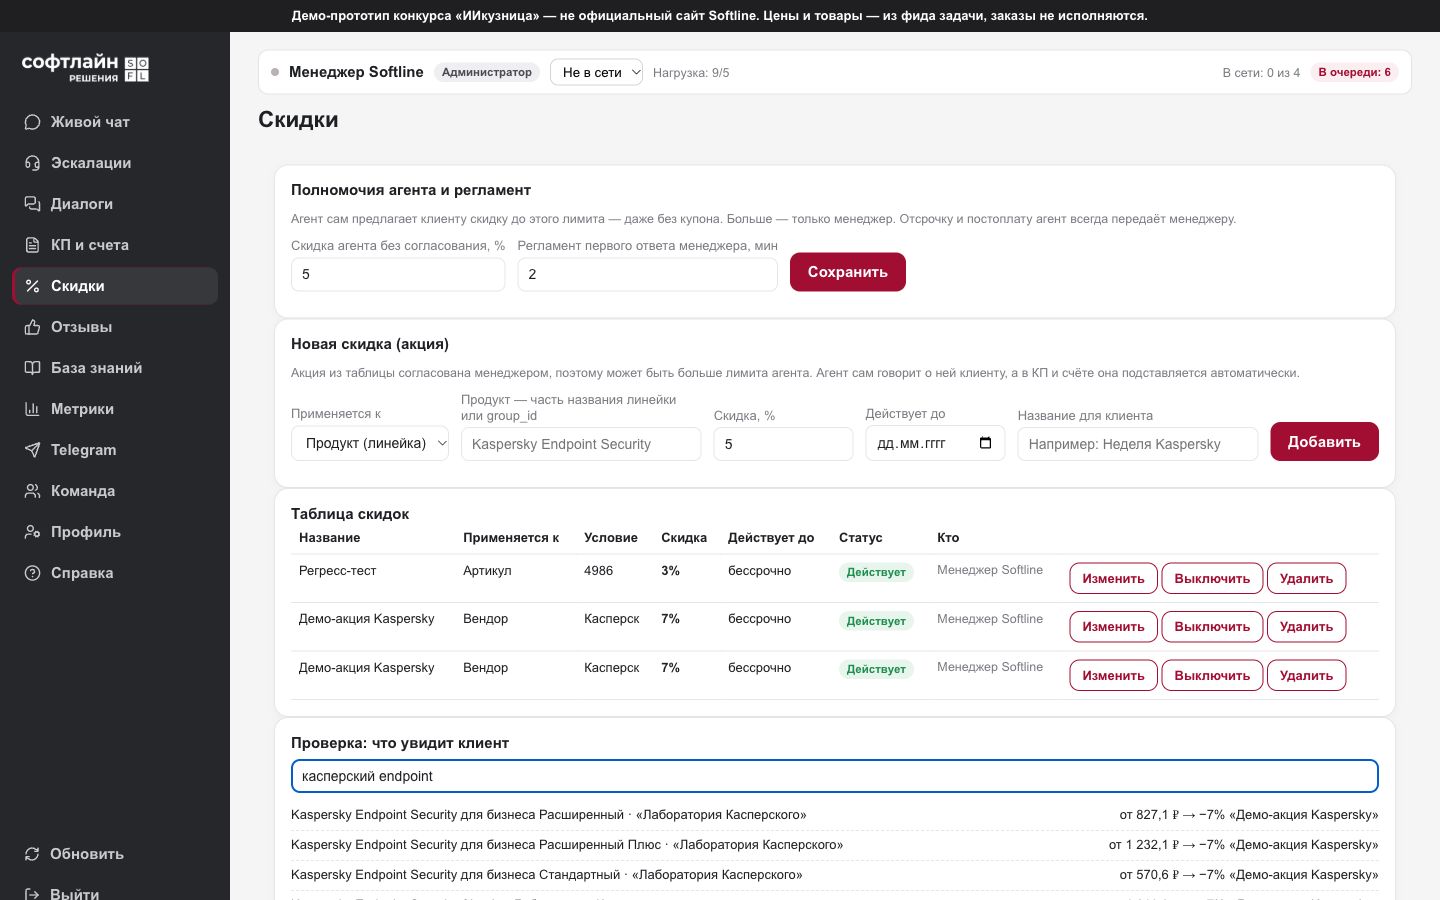 Демо-прототип конкурса «ИИкузница» — не официальный сайт Softline. Цены и товары — из фида задачи, заказы не исполняются.
софтлайн
РЕШЕНИЯ
SO
FL
Живой чат
Эскалации
Диалоги
КП и счета
Скидки
Отзывы
База знаний
Метрики
Telegram
Команда
Профиль
Справка
Обновить
Выйти
Менеджер Softline Администратор Не в сети Нагрузка: 9/5 В сети: 0 из 4 В очереди: 6
Скидки
Полномочия агента и регламент
Агент сам предлагает клиенту скидку до этого лимита — даже без купона. Больше — только менеджер. Отсрочку и постоплату агент всегда передаёт менеджеру.
Скидка агента без согласования, % Регламент первого ответа менеджера, мин
5 2 Сохранить
Новая скидка (акция)
Акция из таблицы согласована менеджером, поэтому может быть больше лимита агента. Агент сам говорит о ней клиенту, а в КП и счёте она подставляется автоматически.
Применяется к Продукт — часть названия линейки или group_id Скидка, % Действует до Название для клиента
Продукт (линейка) Kaspersky Endpoint Security 5 дд.мм.гггг Например: Неделя Kaspersky Добавить
Таблица скидок
Название Применяется к Условие Скидка Действует до Статус Кто
Регресс-тест Артикул 4986 3% бессрочно Действует Менеджер Softline Изменить Выключить Удалить
Демо-акция Kaspersky Вендор Касперск 7% бессрочно Действует Менеджер Softline Изменить Выключить Удалить
Демо-акция Kaspersky Вендор Касперск 7% бессрочно Действует Менеджер Softline Изменить Выключить Удалить
Проверка: что увидит клиент
касперский endpoint
Kaspersky Endpoint Security для бизнеса Расширенный · «Лаборатория Касперского» от 827,1 ₽ → −7% «Демо-акция Kaspersky»
Kaspersky Endpoint Security для бизнеса Расширенный Плюс · «Лаборатория Касперского» от 1 232,1 ₽ → −7% «Демо-акция Kaspersky»
Kaspersky Endpoint Security для бизнеса Стандартный · «Лаборатория Касперского» от 570,6 ₽ → −7% «Демо-акция Kaspersky»